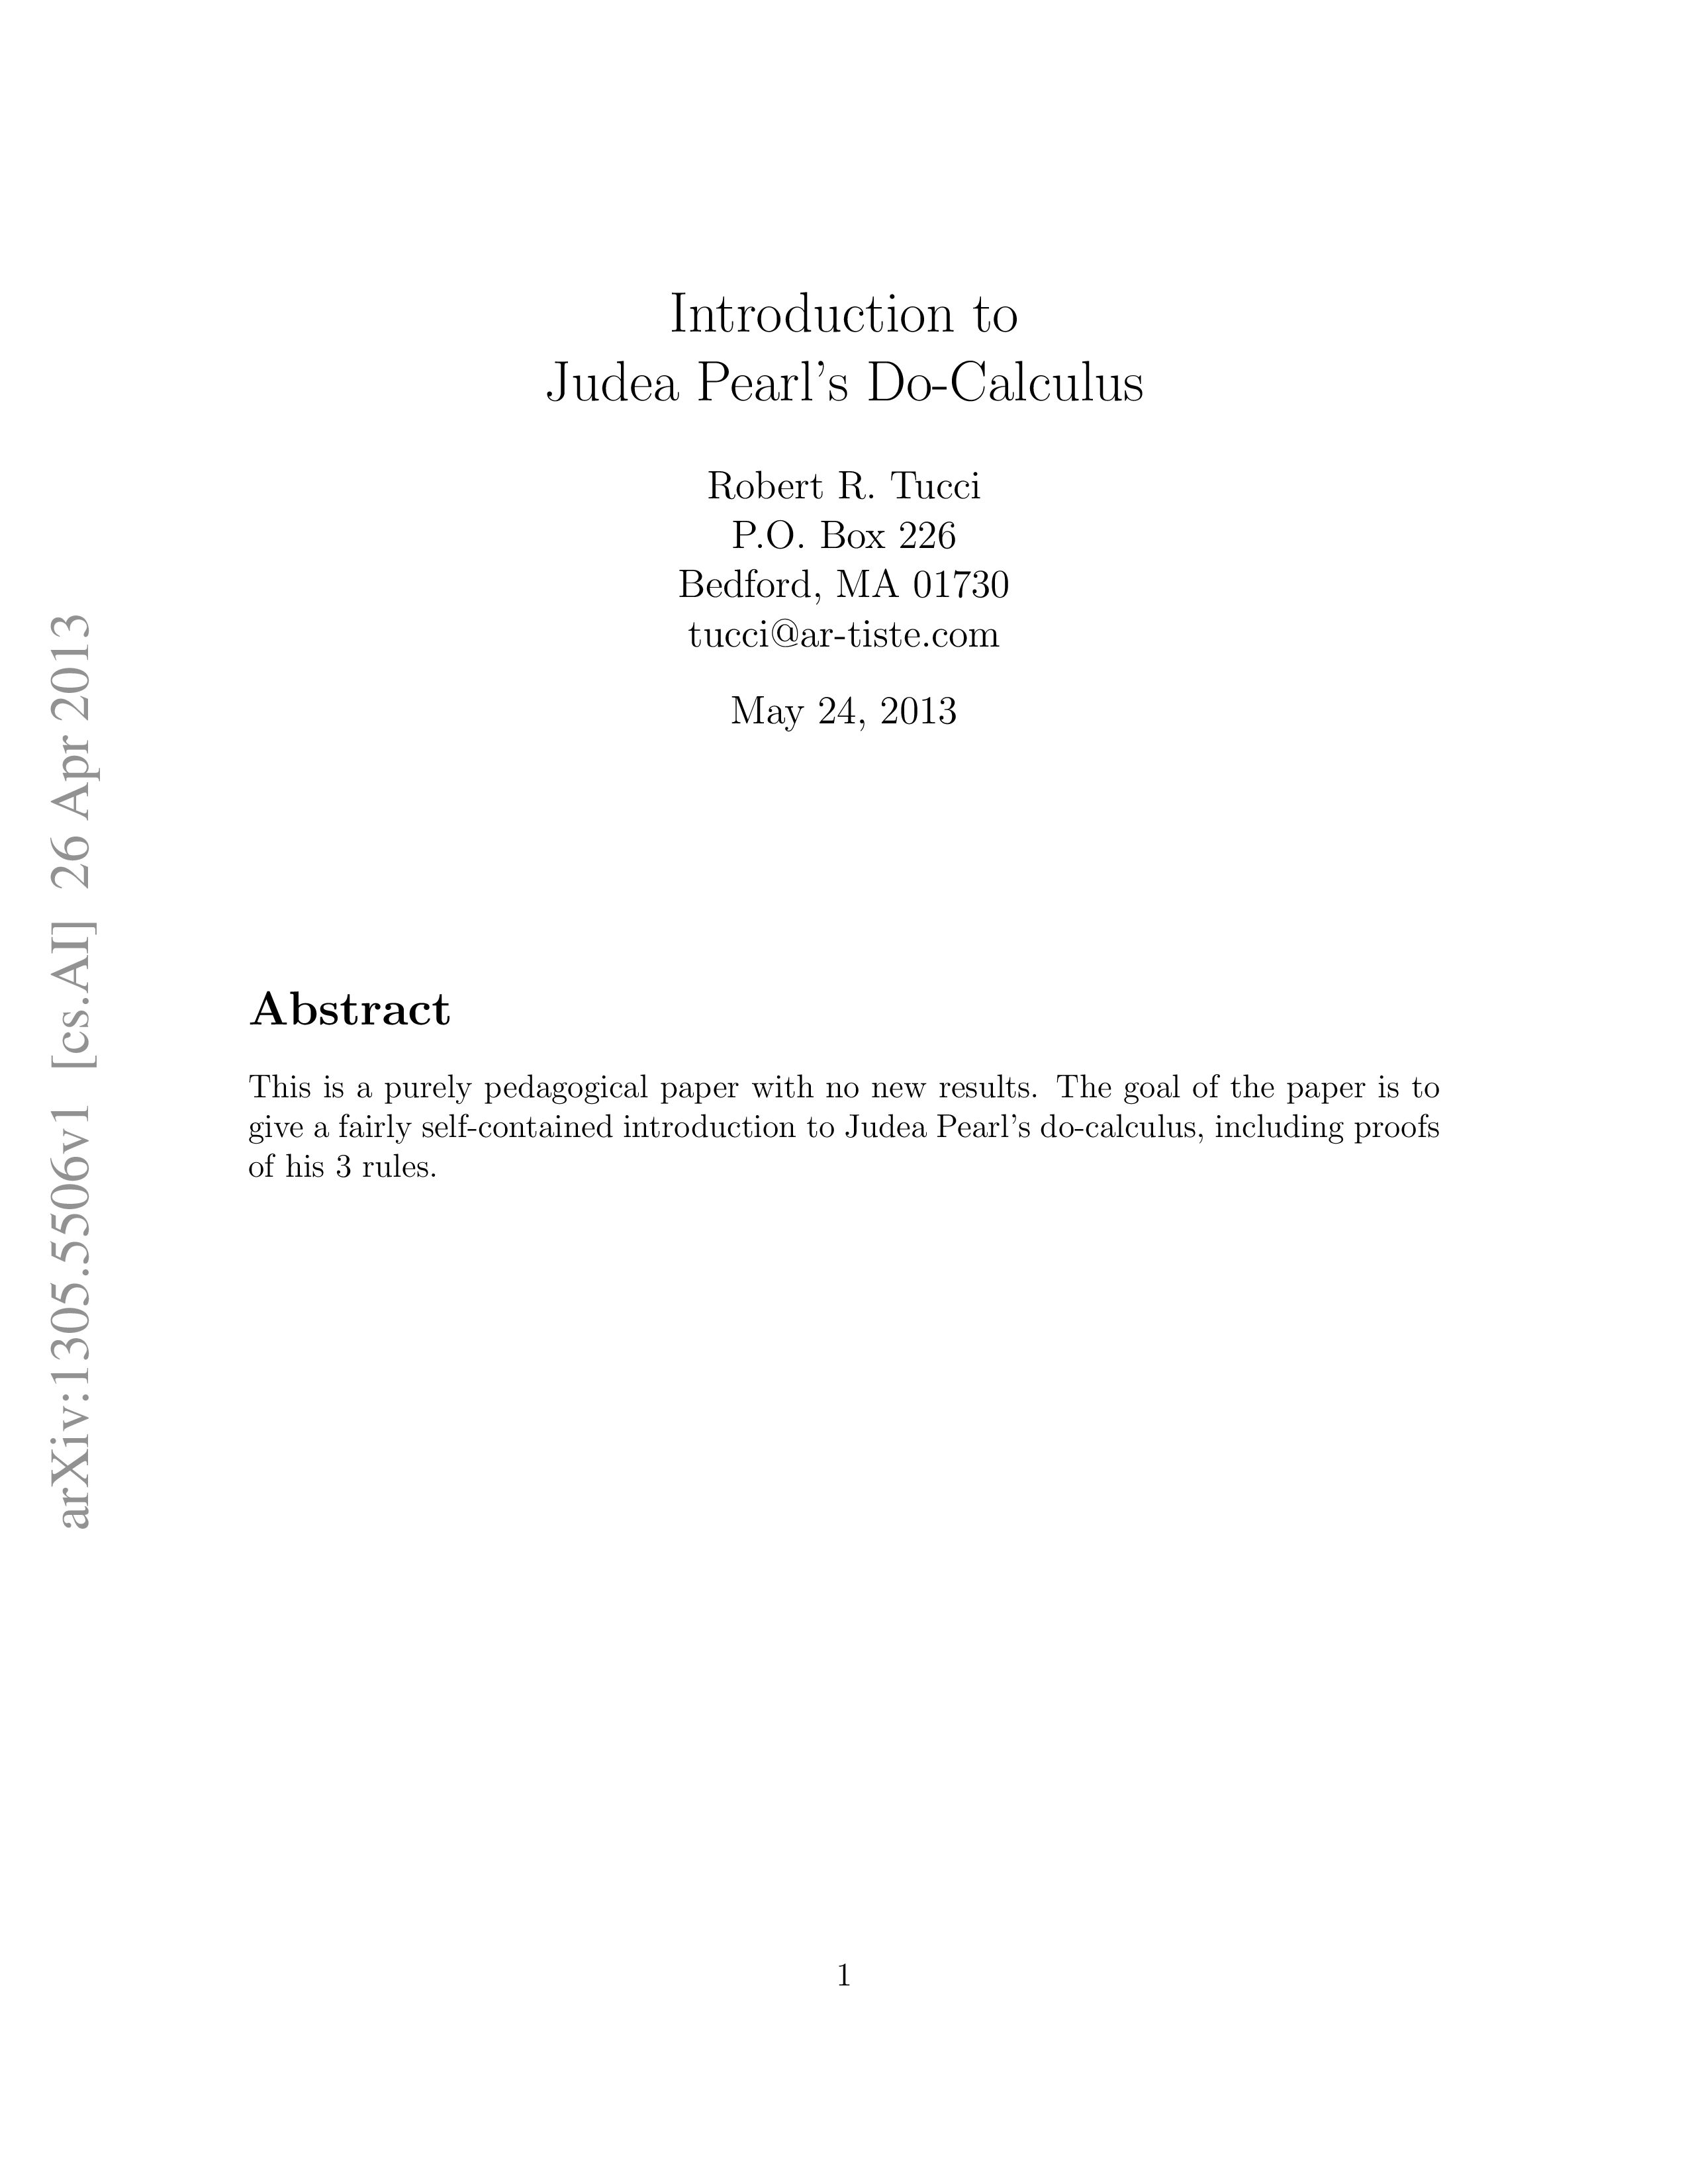 Introduction to
Judea Pearl's Do-Calculus
Robert R. Tucci
P.O. Box 226
Bedford, MA 01730
tucci@ar-tiste.com
May 24, 2013
arXiv:1305.5506v1 [cs.AI] 26 Apr 2013
Abstract
This is a purely pedagogical paper with no new results. The goal of the paper is to
give a fairly self-contained introduction to Judea Pearl's do-calculus, including proofs
of his 3 rules.
1